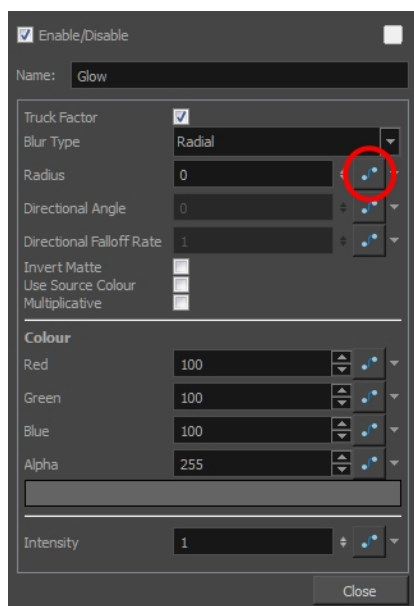 Enable/Disable
Name: Glow
Truck Factor
Blur Type Radial
Radius 0
Directional Angle 0
Directional Falloff Rate 1
Invert Matte
Use Source Colour
Multiplicative
Colour
Red 100
Green 100
Blue 100
Alpha 255
Intensity 1
Close